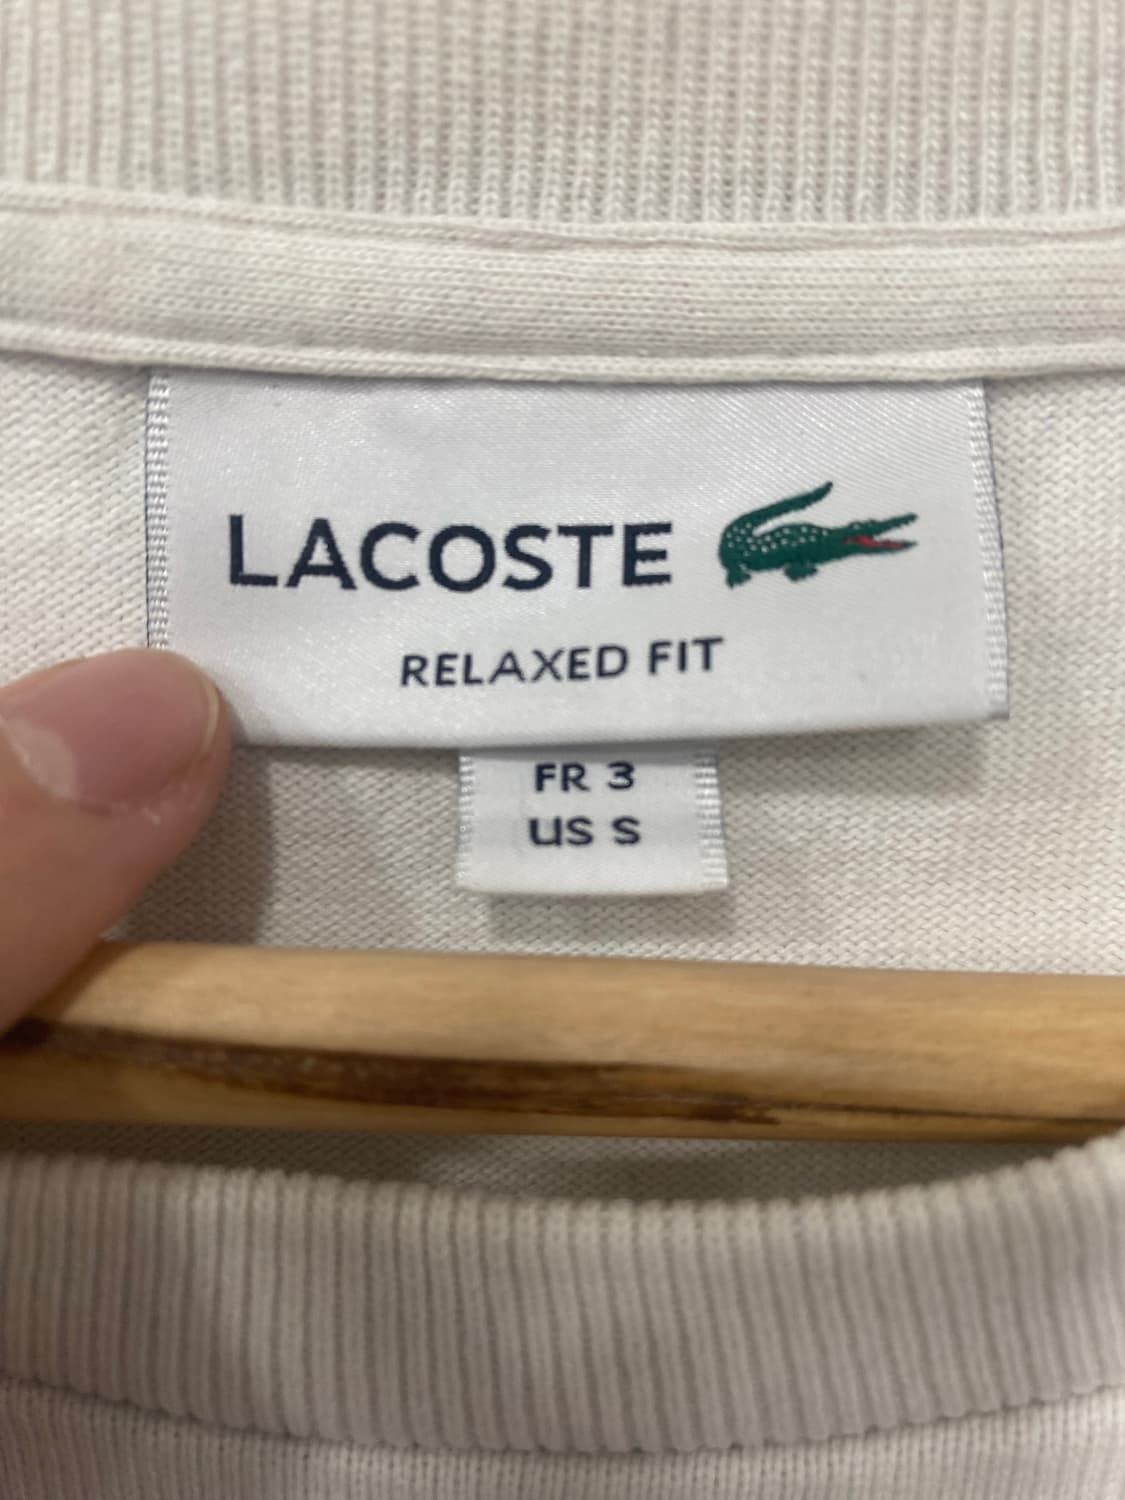 LACOSTE
RELAXED FIT
FR 3
US S